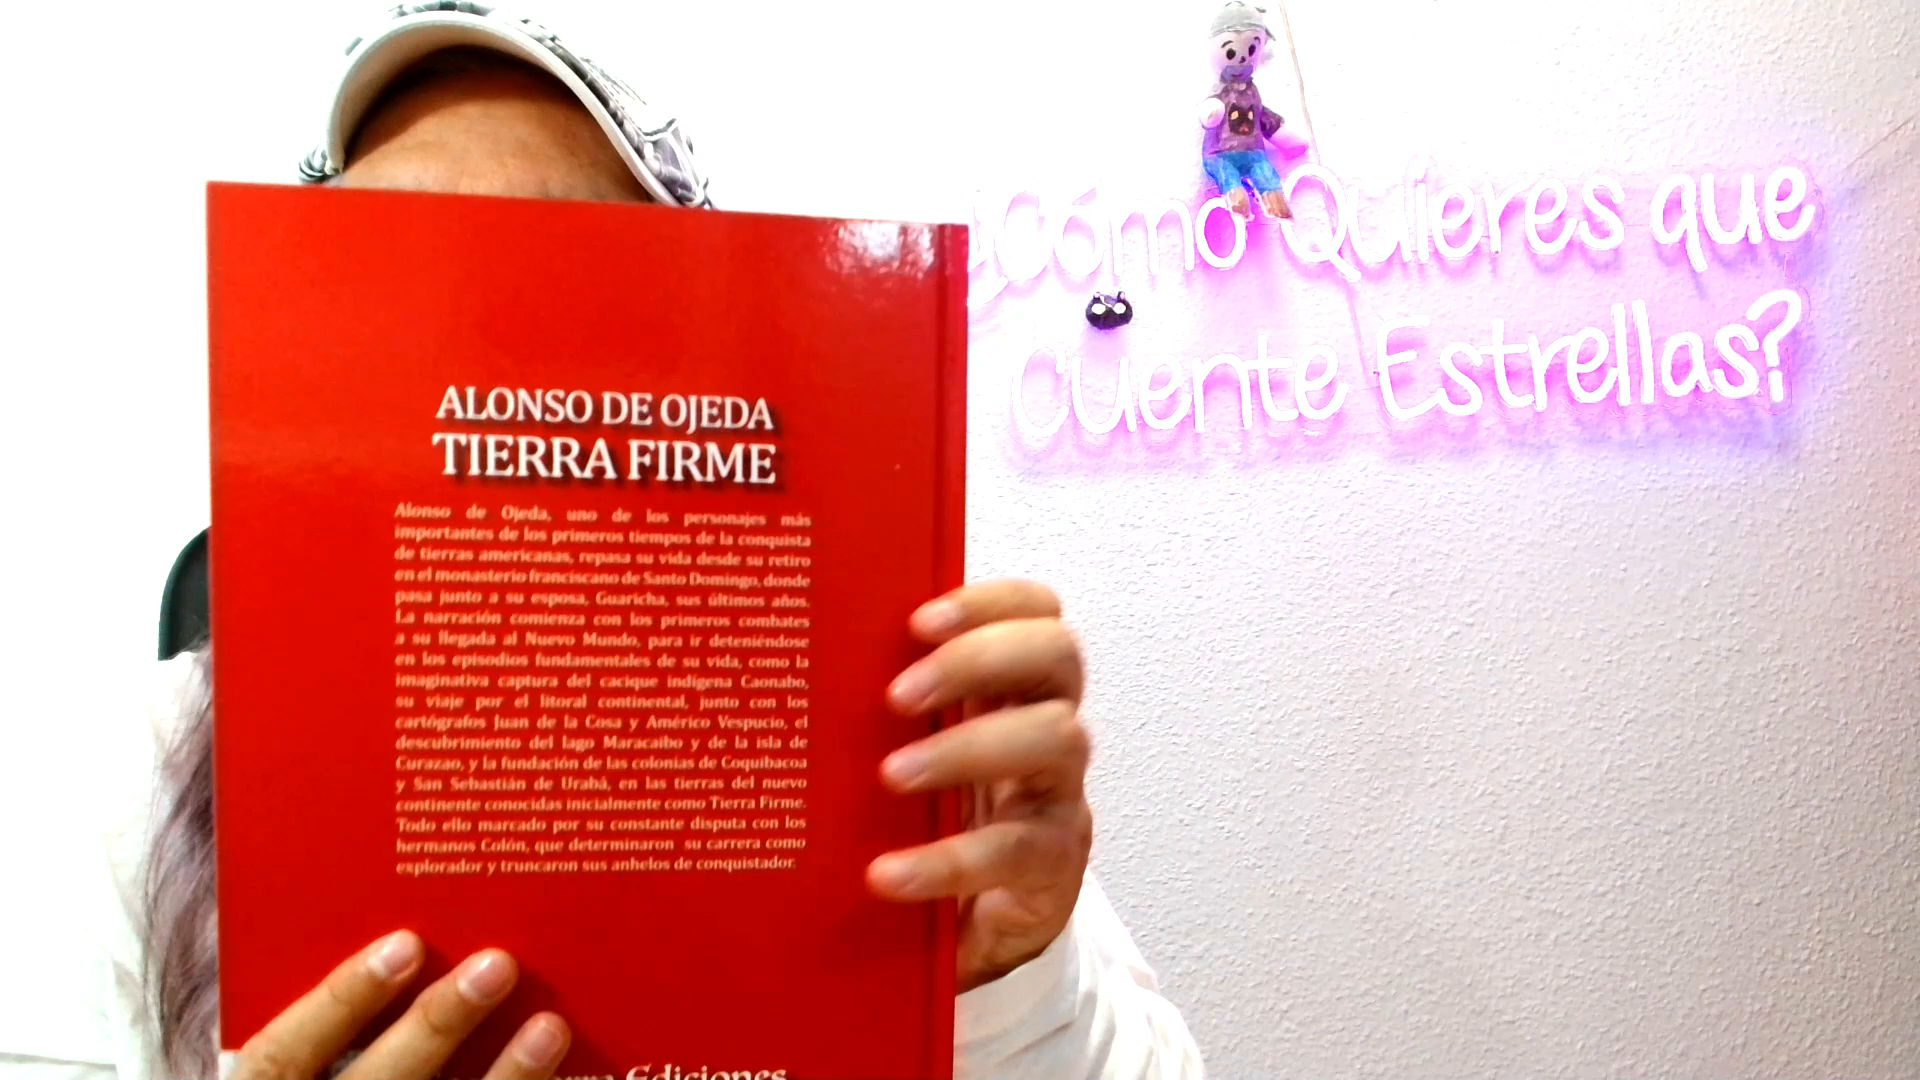 ALONSO DE OJEDA
TIERRA FIRME
Alonso de Ojeda, uno de los personajes más
importantes de los primeros tiempos de la conquista
de tierras americanas, repasa su vida desde su retiro
en el monasterio franciscano de Santo Domingo, donde
pasa junto a su esposa, Guaricha, sus últimos años.
La narración comienza con los primeros combates
a su llegada al Nuevo Mundo, para ir deteniéndose
en los episodios fundamentales de su vida, como la
imaginativa captura del cacique indígena Caonabo,
su viaje por el litoral continental, junto con los
cartógrafos Juan de la Cosa y Américo Vespucio, el
descubrimiento del lago Maracaibo y de la isla de
Curazao, y la fundación de las colonias de Coquibacoa
y San Sebastián de Urabá, en las tierras del nuevo
continente conocidas inicialmente como Tierra Firme.
Todo ello marcado por su constante disputa con los
hermanos Colón, que determinaron su carrera como
explorador y truncaron sus anhelos de conquistador.
Ediciones
¿Cómo Quieres que
Cuente Estrellas?